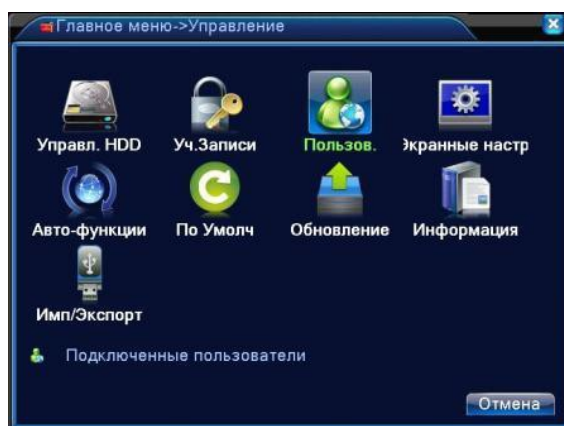 Главное меню->Управление
Управл. HDD Уч.Записи Пользов. Экранные настр
Авто-функции По Умолч Обновление Информация
Имп/Экспорт
Подключенные пользователи
Отмена